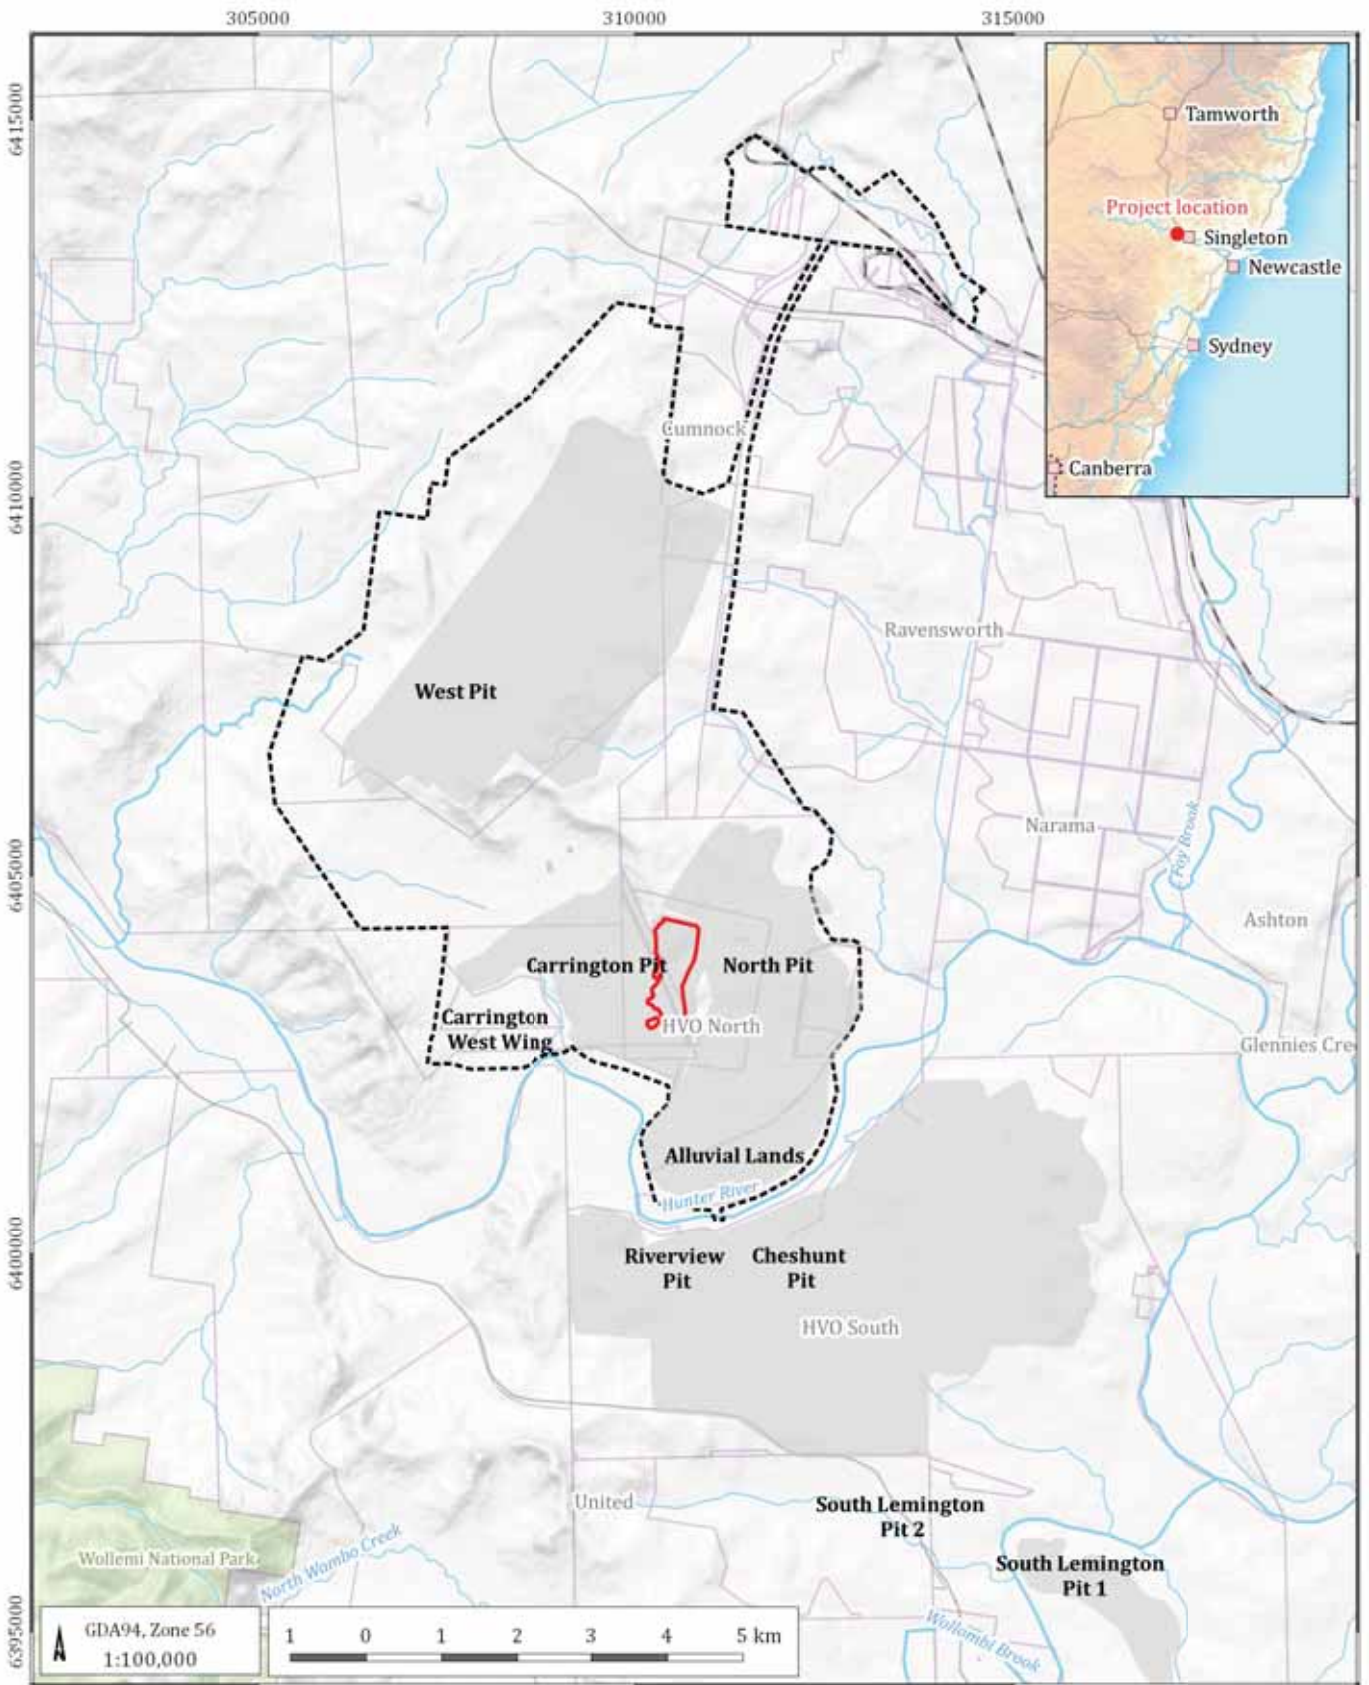 305000
310000
315000
6415000
6410000
6405000
6400000
6395000
Tamworth
Project location
Singleton
Newcastle
Sydney
Canberra
Cumnock
Ravensworth
West Pit
Narama
Foy Brook
Ashton
Carrington Pit
North Pit
Carrington
West Wing
HVO North
Glennies Cre
Alluvial Lands
Hunter River
Riverview
Pit
Cheshunt
Pit
HVO South
United
South Lemington
Pit 2
Wollemi National Park
North Wambo Creek
South Lemington
Pit 1
Wollombi Brook
GDA94, Zone 56
1:100,000
1 0 1 2 3 4 5 km